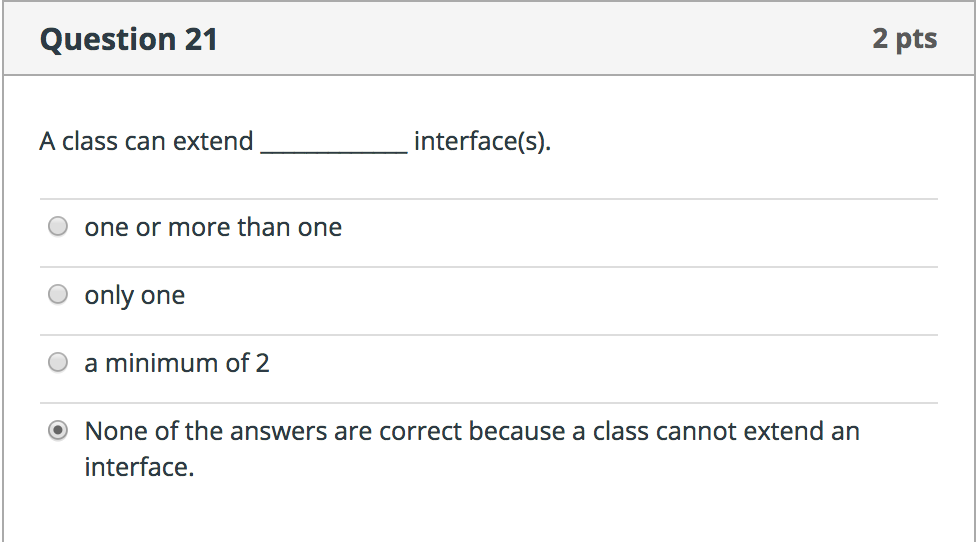 Question 21
2 pts
A class can extend ____________ interface(s).
one or more than one
only one
a minimum of 2
None of the answers are correct because a class cannot extend an
interface.